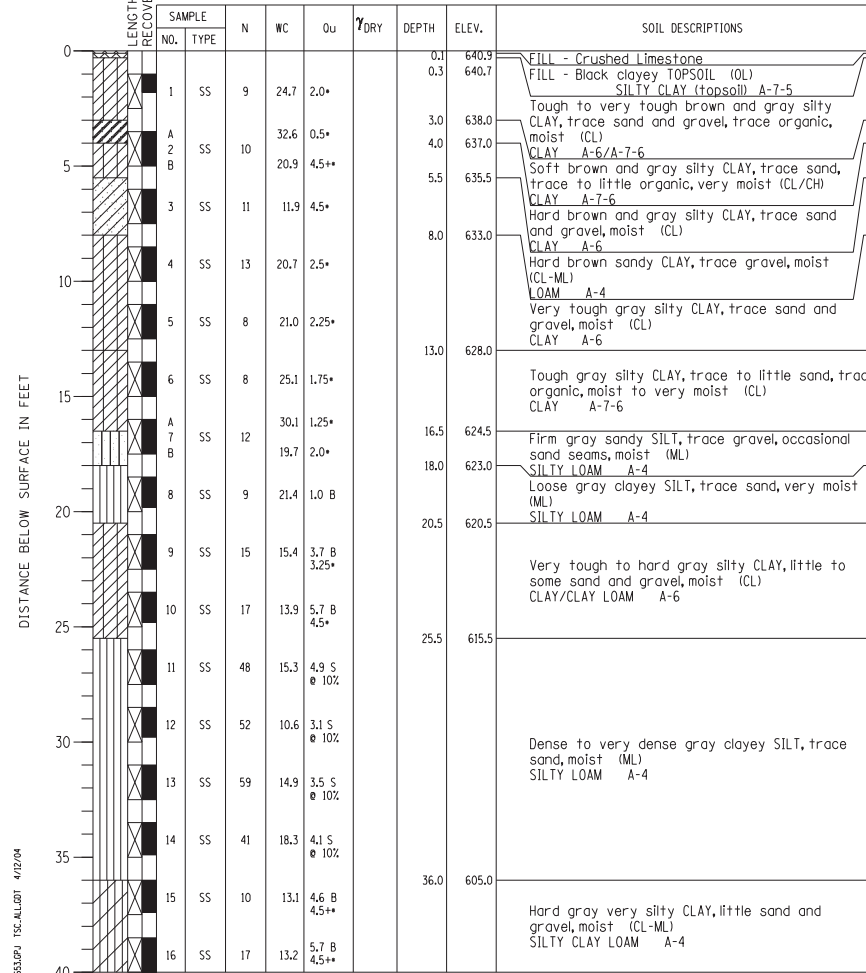 LENGTH
RECOVE
SAMPLE
NO. TYPE N WC Qu γDRY DEPTH ELEV. SOIL DESCRIPTIONS
DISTANCE BELOW SURFACE IN FEET
0 0.1 640.9 FILL - Crushed Limestone
0.3 640.7 FILL - Black clayey TOPSOIL (OL)
SILTY CLAY (topsoil) A-7-5
1 SS 9 24.7 2.0*
Tough to very tough brown and gray silty
3.0 638.0 CLAY, trace sand and gravel, trace organic,
moist (CL)
CLAY A-6/A-7-6
A 32.6 0.5*
2 SS 10
B 20.9 4.5+*
4.0 637.0
5
Soft brown and gray silty CLAY, trace sand,
trace to little organic, very moist (CL/CH)
CLAY A-7-6
5.5 635.5
3 SS 11 11.9 4.5*
Hard brown and gray silty CLAY, trace sand
and gravel, moist (CL)
CLAY A-6
8.0 633.0
4 SS 13 20.7 2.5*
Hard brown sandy CLAY, trace gravel, moist
(CL-ML)
LOAM A-4
10
5 SS 8 21.0 2.25*
Very tough gray silty CLAY, trace sand and
gravel, moist (CL)
CLAY A-6
13.0 628.0
6 SS 8 25.1 1.75*
15
Tough gray silty CLAY, trace to little sand, trac
organic, moist to very moist (CL)
CLAY A-7-6
A 30.1 1.25*
7 SS 12
B 19.7 2.0*
16.5 624.5
Firm gray sandy SILT, trace gravel, occasional
sand seams, moist (ML)
SILTY LOAM A-4
18.0 623.0
8 SS 9 21.4 1.0 B
Loose gray clayey SILT, trace sand, very moist
(ML)
SILTY LOAM A-4
20
20.5 620.5
9 SS 15 15.4 3.7 B
3.25*
Very tough to hard gray silty CLAY, little to
some sand and gravel, moist (CL)
CLAY/CLAY LOAM A-6
10 SS 17 13.9 5.7 B
4.5*
25
25.5 615.5
11 SS 48 15.3 4.9 S
@ 10%
12 SS 52 10.6 3.1 S
@ 10%
30
Dense to very dense gray clayey SILT, trace
sand, moist (ML)
SILTY LOAM A-4
13 SS 59 14.9 3.5 S
@ 10%
14 SS 41 18.3 4.1 S
@ 10%
35
36.0 605.0
15 SS 10 13.1 4.6 B
4.5+*
Hard gray very silty CLAY, little sand and
gravel, moist (CL-ML)
SILTY CLAY LOAM A-4
16 SS 17 13.2 5.7 B
4.5+*
40
553.GPJ TSC_ALL.GDT 4/12/04